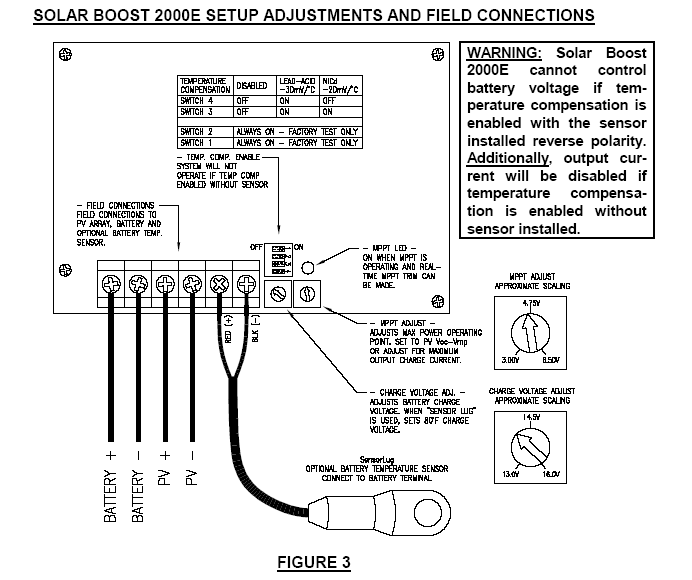 SOLAR BOOST 2000E SETUP ADJUSTMENTS AND FIELD CONNECTIONS
TEMPERATURE COMPENSATION DISABLED LEAD-ACID -30mV/°C NiCd -20mV/°C
SWITCH 4 OFF ON OFF
SWITCH 3 OFF ON ON
SWITCH 2 ALWAYS ON - FACTORY TEST ONLY
SWITCH 1 ALWAYS ON - FACTORY TEST ONLY
- TEMP. COMP. ENABLE -
SYSTEM WILL NOT
OPERATE IF TEMP COMP
ENABLED WITHOUT SENSOR
WARNING: Solar Boost
2000E cannot control
battery voltage if tem-
perature compensation is
enabled with the sensor
installed reverse polarity.
Additionally, output cur-
rent will be disabled if
temperature compensa-
tion is enabled without
sensor installed.
- FIELD CONNECTIONS -
FIELD CONNECTIONS TO
PV ARRAY, BATTERY AND
OPTIONAL BATTERY TEMP.
SENSOR.
OFF ON
- MPPT LED -
ON WHEN MPPT IS
OPERATING AND REAL-
TIME MPPT TRIM CAN
BE MADE.
RED (+)
BLK (-)
- MPPT ADJUST -
ADJUSTS MAX POWER OPERATING
POINT. SET TO PV Voc-Vmp
OR ADJUST FOR MAXIMUM
OUTPUT CHARGE CURRENT.
MPPT ADJUST
APPROXIMATE SCALING
4.75V
3.00V 6.50V
- CHARGE VOLTAGE ADJ. -
ADJUSTS BATTERY CHARGE
VOLTAGE. WHEN "SENSOR LUG"
IS USED, SETS 80°F CHARGE
VOLTAGE.
CHARGE VOLTAGE ADJUST
APPROXIMATE SCALING
14.5V
13.0V 16.0V
BATTERY +
BATTERY -
PV +
PV -
SensorLug
OPTIONAL BATTERY TEMPERATURE SENSOR
CONNECT TO BATTERY TERMINAL
FIGURE 3